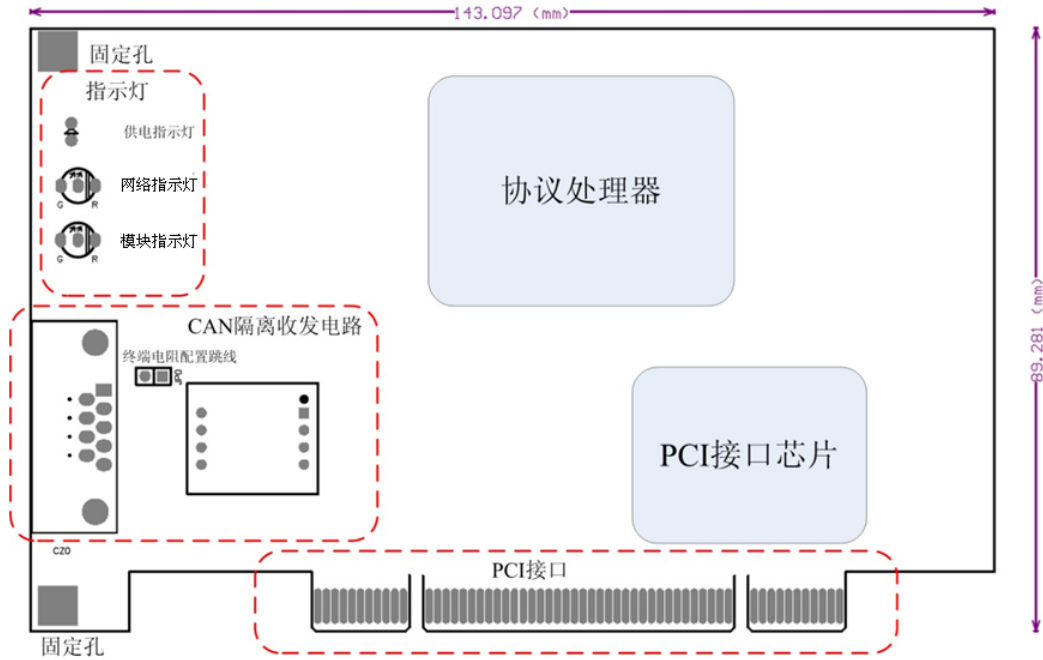 143.097 (mm)
固定孔
指示灯
供电指示灯
网络指示灯
G
R
模块指示灯
G
R
协议处理器
89.281 (mm)
CAN隔离收发电路
终端电阻配置跳线
PCI接口芯片
CZ0
PCI接口
固定孔